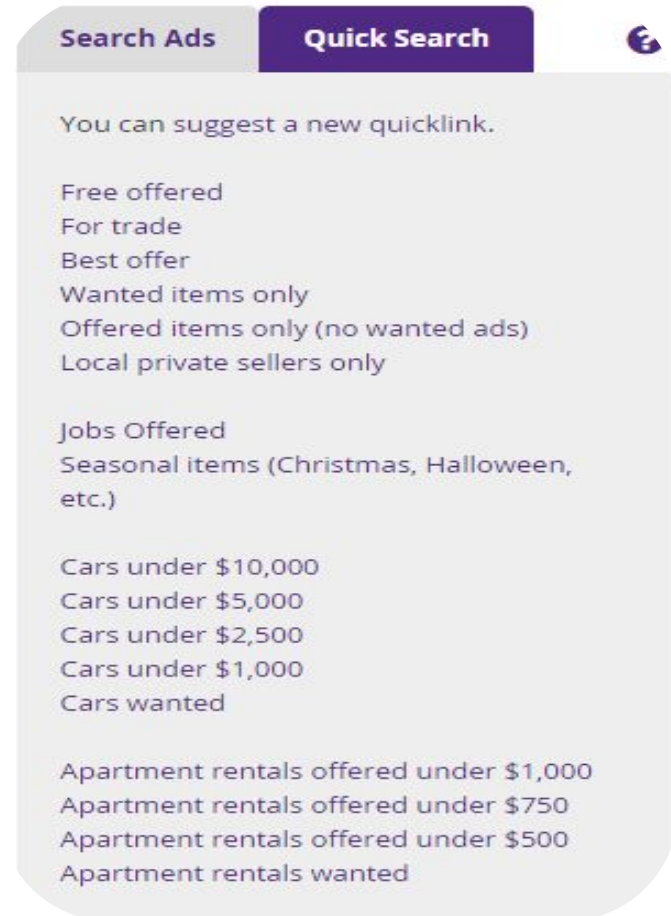 Search Ads
Quick Search
?
You can suggest a new quicklink.
Free offered
For trade
Best offer
Wanted items only
Offered items only (no wanted ads)
Local private sellers only
Jobs Offered
Seasonal items (Christmas, Halloween,
etc.)
Cars under $10,000
Cars under $5,000
Cars under $2,500
Cars under $1,000
Cars wanted
Apartment rentals offered under $1,000
Apartment rentals offered under $750
Apartment rentals offered under $500
Apartment rentals wanted